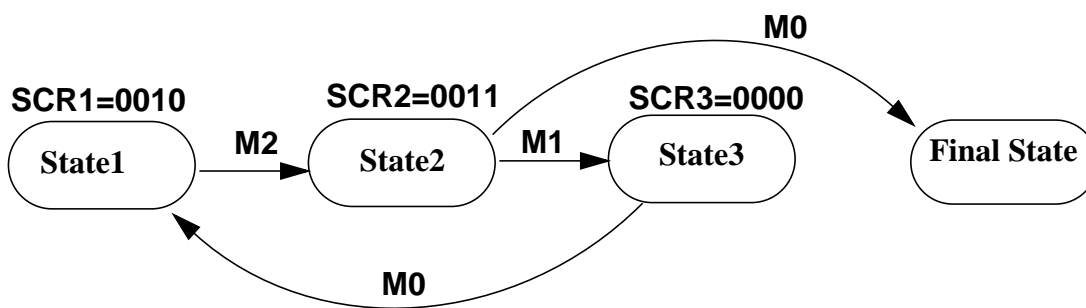 M0
SCR1=0010
SCR2=0011
SCR3=0000
State1
M2
State2
M1
State3
Final State
M0